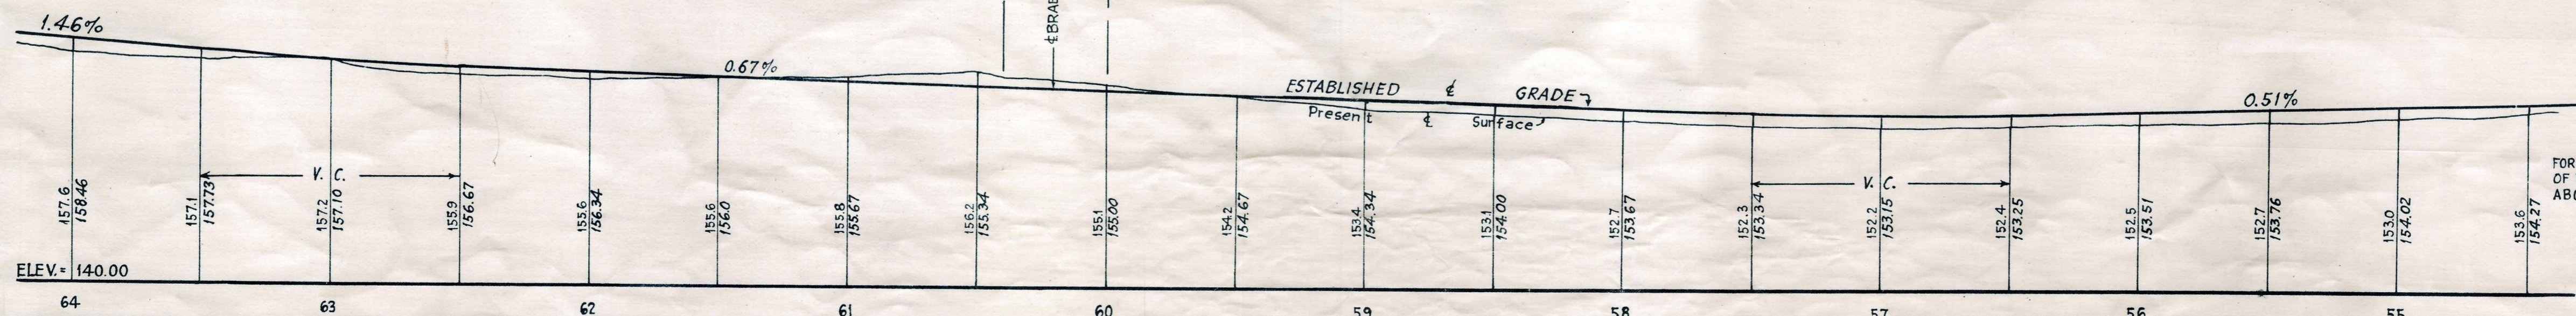 1.46%
0.67%
℄ BRAE
ESTABLISHED ℄ GRADE
Present ℄ Surface
0.51%
V. C.
V. C.
FOR
OF
ABO
157.6 157.1 157.2 155.9 155.6 155.6 155.8 156.2 155.1 154.2 153.4 153.1 152.7 152.3 152.2 152.4 152.5 152.7 153.0 153.6
158.46 157.73 157.10 156.67 156.34 156.0 155.67 155.34 155.00 154.67 154.34 154.00 153.67 153.34 153.15 153.25 153.51 153.76 154.02 154.27
ELEV. = 140.00
64 63 62 61 60 59 58 57 56 55